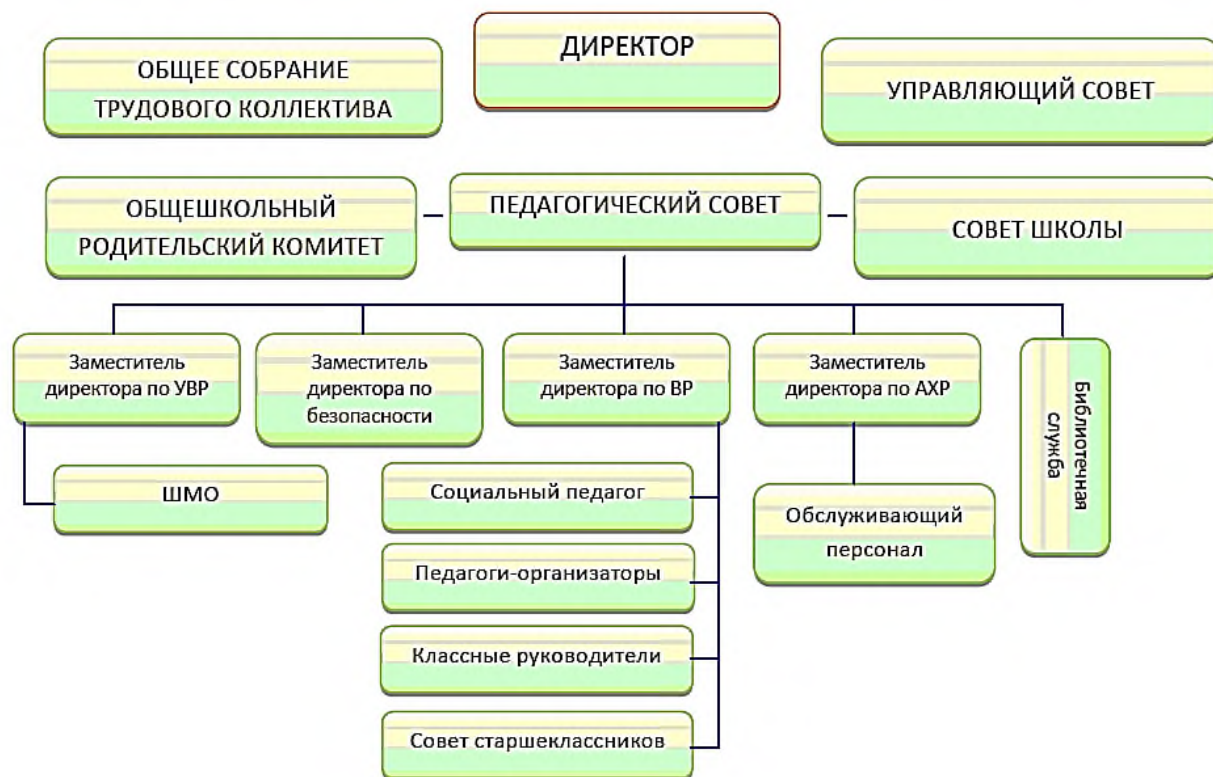 ДИРЕКТОР
ОБЩЕЕ СОБРАНИЕ
ТРУДОВОГО КОЛЛЕКТИВА
УПРАВЛЯЮЩИЙ СОВЕТ
ОБЩЕШКОЛЬНЫЙ
РОДИТЕЛЬСКИЙ КОМИТЕТ
ПЕДАГОГИЧЕСКИЙ СОВЕТ
СОВЕТ ШКОЛЫ
Заместитель
директора по УВР
Заместитель
директора по
безопасности
Заместитель
директора по ВР
Заместитель
директора по АХР
Библиотечная
служба
ШМО
Социальный педагог
Педагоги-организаторы
Классные руководители
Совет старшеклассников
Обслуживающий
персонал